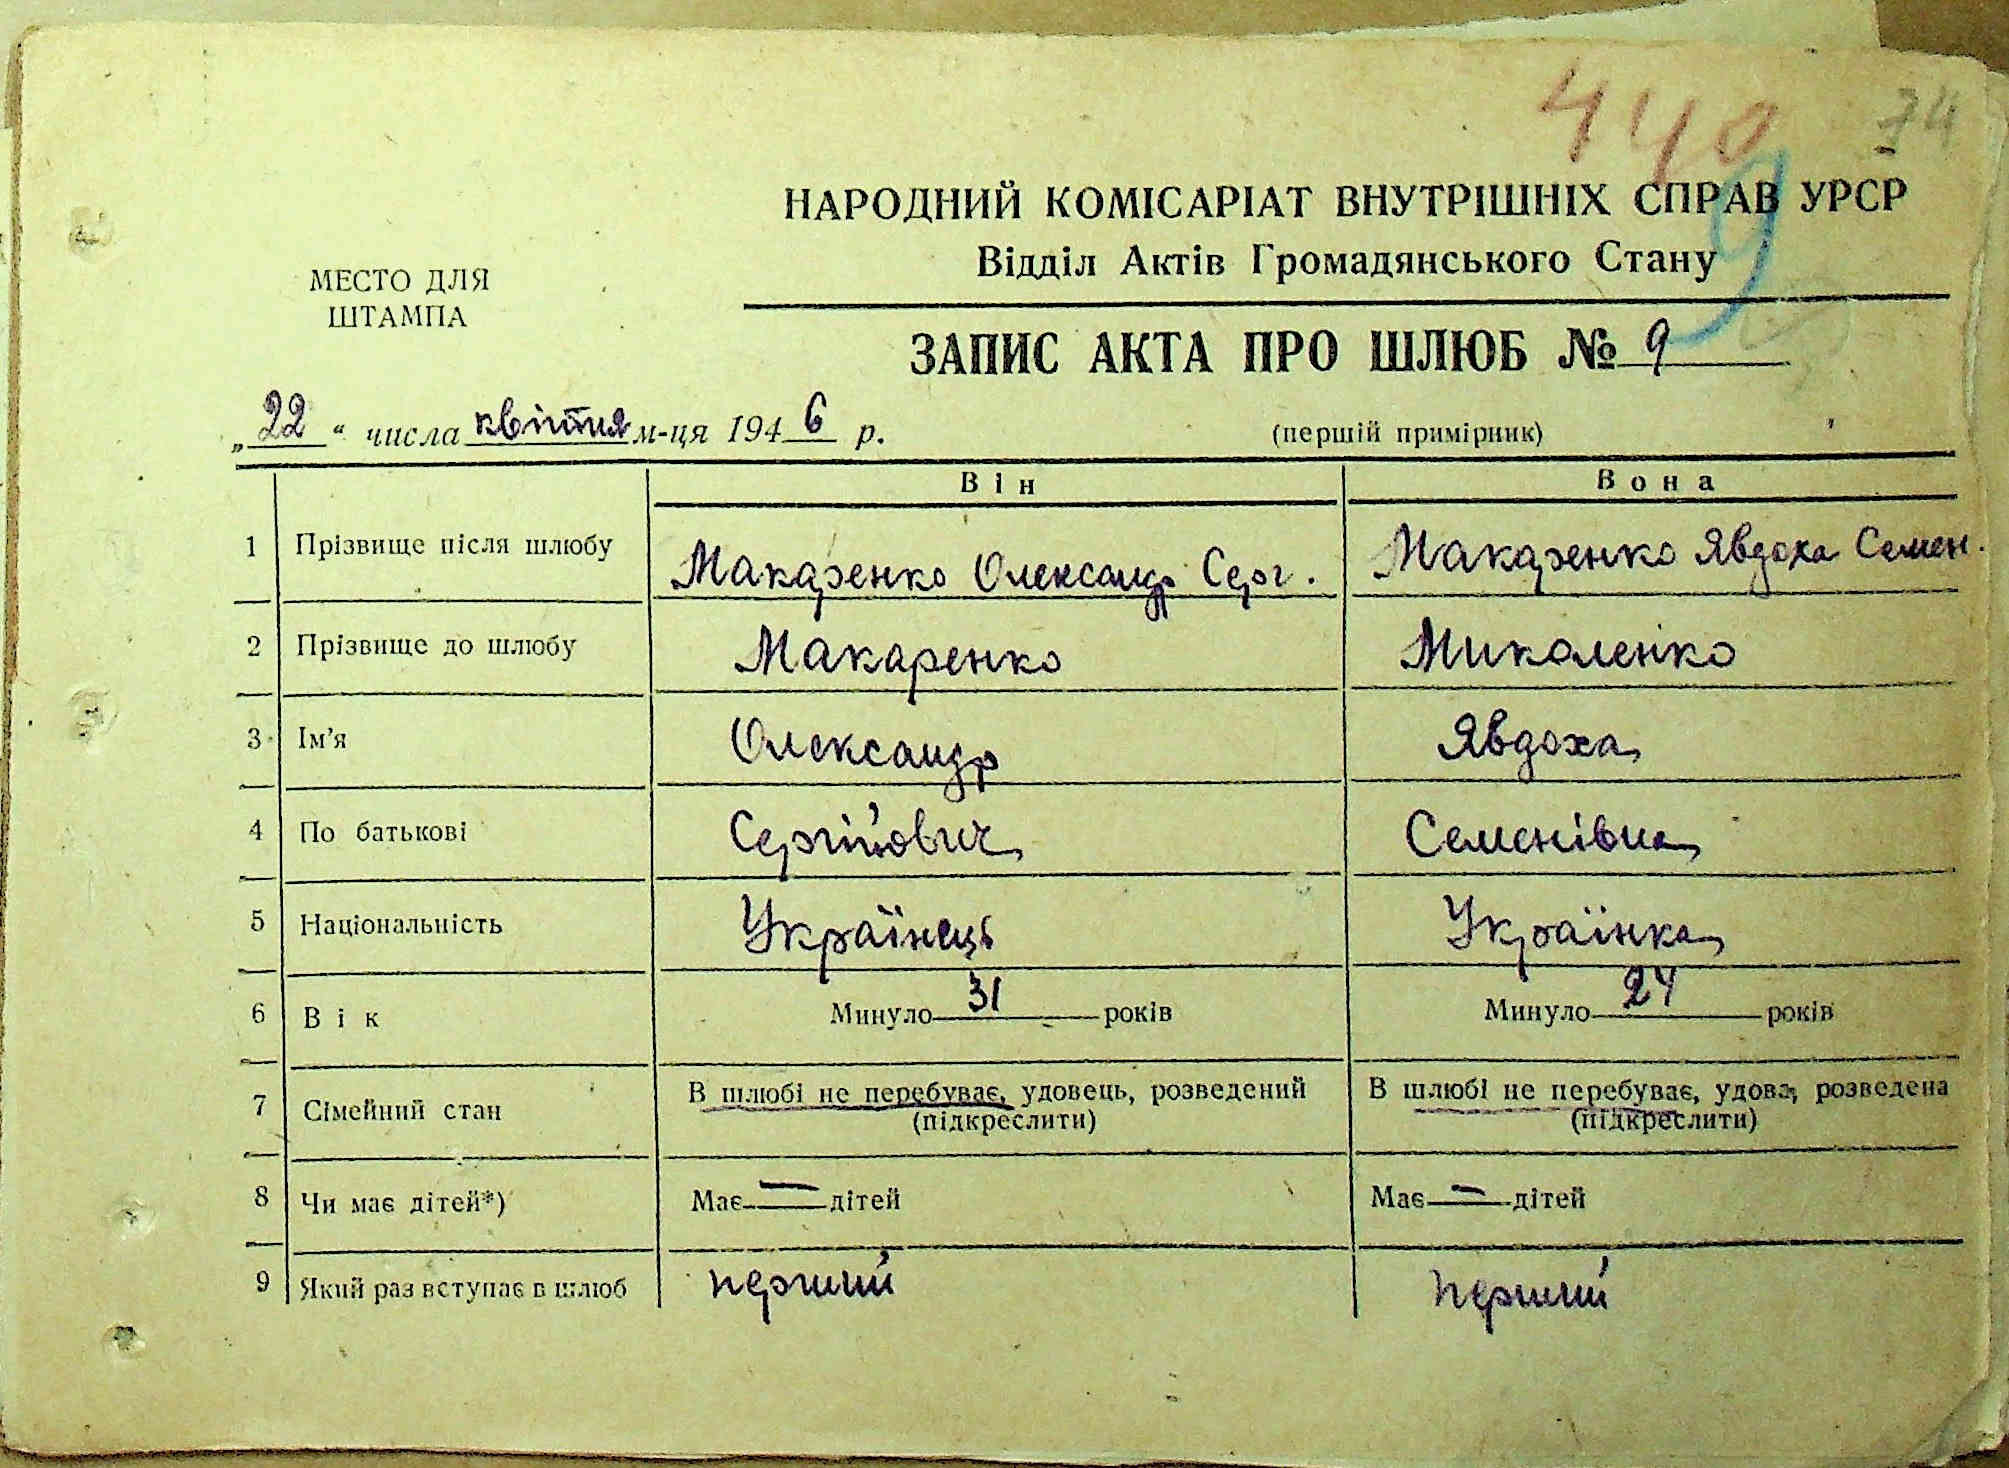 440 74
НАРОДНИЙ КОМІСАРІАТ ВНУТРІШНІХ СПРАВ УРСР
Відділ Актів Громадянського Стану
9
МЕСТО ДЛЯ
ШТАМПА
ЗАПИС АКТА ПРО ШЛЮБ № 9
„22“ числа квітня м-ця 1946 р. (першій примірник)
Він Вона
1 Прізвище після шлюбу Макаренко Олександр Серг. Макаренко Явдоха Семен.
2 Прізвище до шлюбу Макаренко Миколенко
3 Ім'я Олександр Явдоха
4 По батькові Сергійович Семенівна
5 Національність Українець Українка
6 Вік Минуло 31 років Минуло 24 років
7 Сімейний стан В шлюбі не перебуває, удовець, розведений В шлюбі не перебуває, удова, розведена
(підкреслити) (підкреслити)
8 Чи має дітей*) Має — дітей Має — дітей
9 Який раз вступає в шлюб перший перший